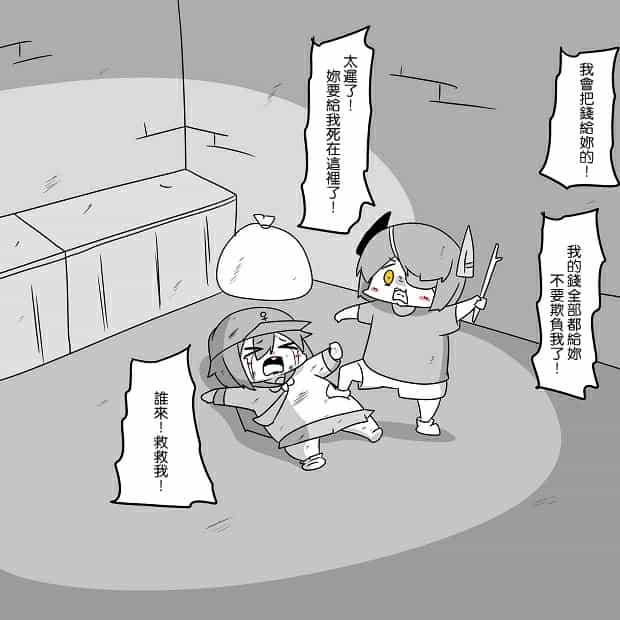 我會把錢給妳的！
我的錢全部都給妳
不要欺負我了！
太遲了！
妳要給我死在這裡了！
誰來！救救我！